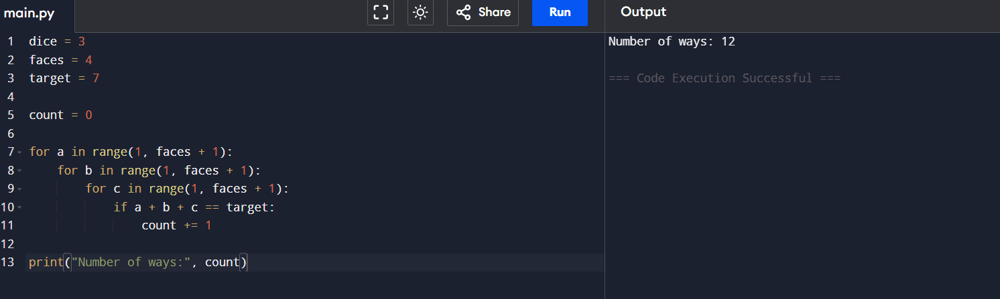 main.py
Share
Run
Output
1 dice = 3
2 faces = 4
3 target = 7
4
5 count = 0
6
7 for a in range(1, faces + 1):
8     for b in range(1, faces + 1):
9         for c in range(1, faces + 1):
10             if a + b + c == target:
11                 count += 1
12
13 print("Number of ways:", count)
Number of ways: 12
=== Code Execution Successful ===